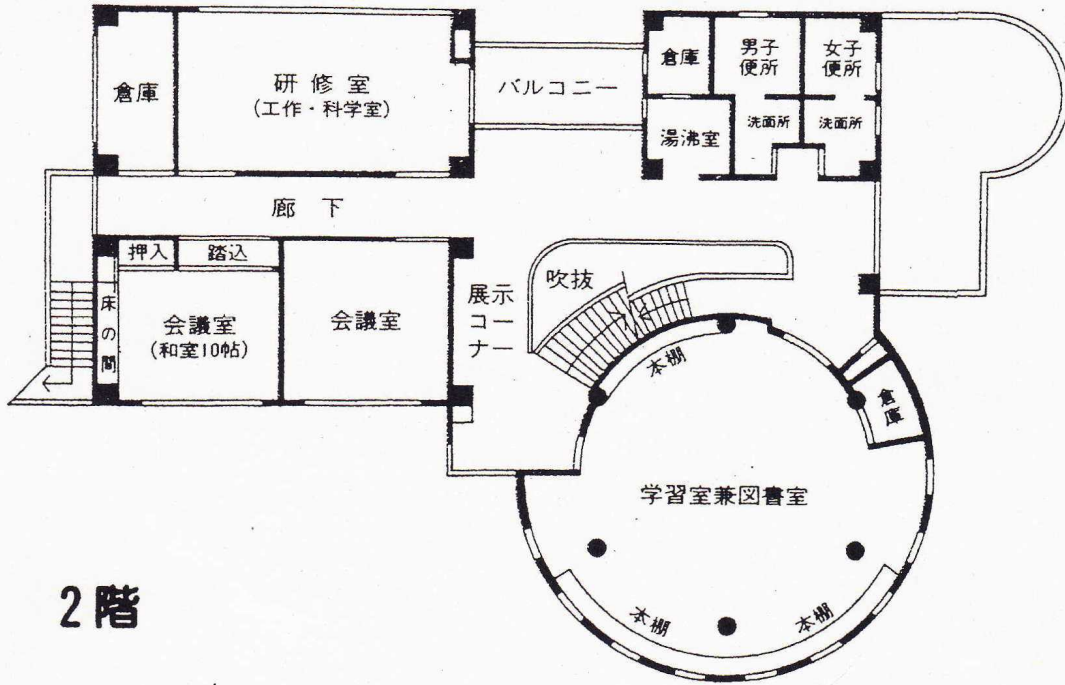 倉庫
研修室
(工作・科学室)
バルコニー
倉庫
男子
便所
女子
便所
湯沸室
洗面所
洗面所
廊下
押入
踏込
床の間
会議室
(和室10帖)
会議室
展示
コー
ナー
吹抜
本棚
倉庫
学習室兼図書室
本棚
本棚
2階